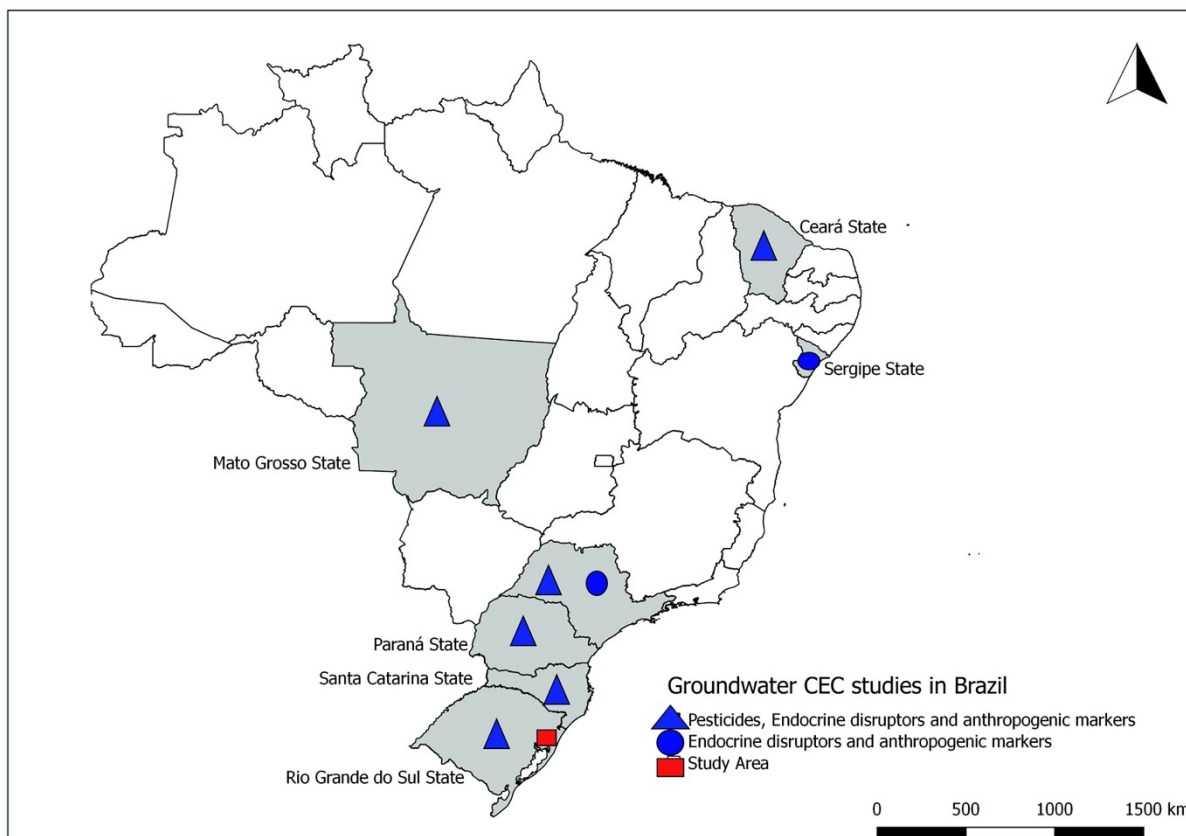 Ceará State
Sergipe State
Mato Grosso State
Paraná State
Santa Catarina State
Rio Grande do Sul State
Groundwater CEC studies in Brazil
Pesticides, Endocrine disruptors and anthropogenic markers
Endocrine disruptors and anthropogenic markers
Study Area
0 500 1000 1500 km